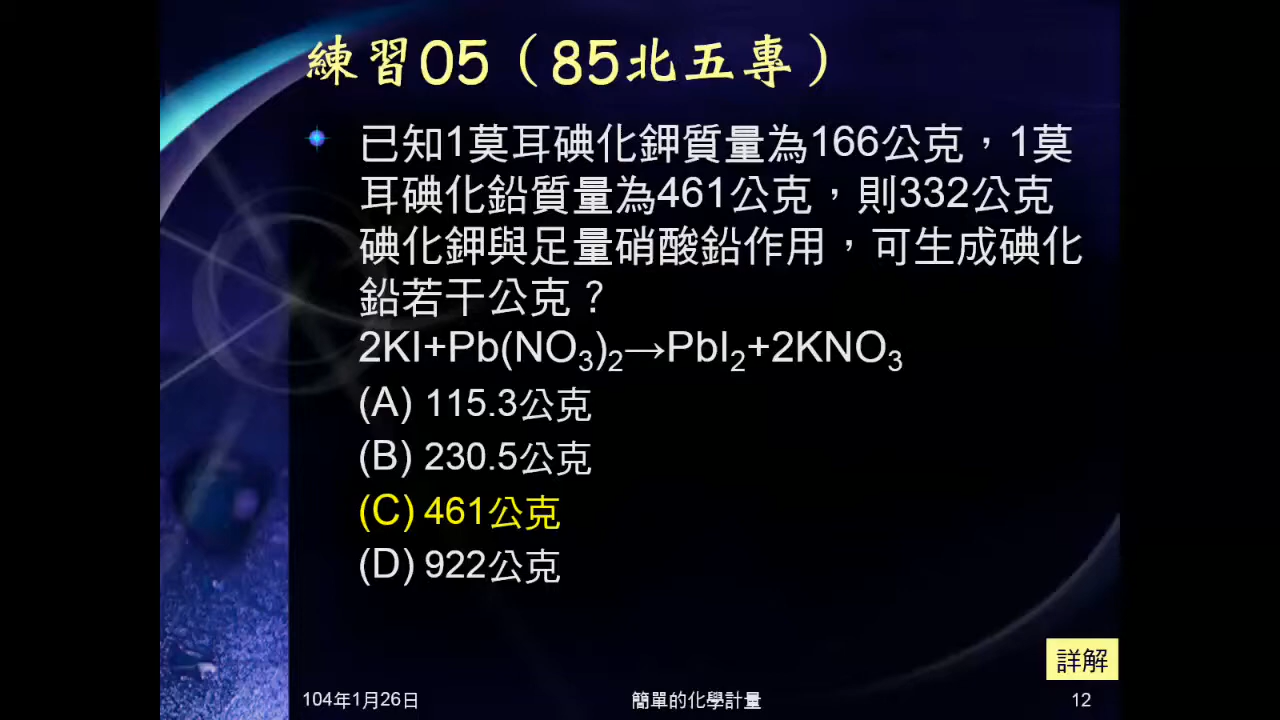 練習05（85北五專）
已知1莫耳碘化鉀質量為166公克，1莫
耳碘化鉛質量為461公克，則332公克
碘化鉀與足量硝酸鉛作用，可生成碘化
鉛若干公克？
2KI+Pb(NO₃)₂→PbI₂+2KNO₃
(A) 115.3公克
(B) 230.5公克
(C) 461公克
(D) 922公克
詳解
104年1月26日
簡單的化學計量
12